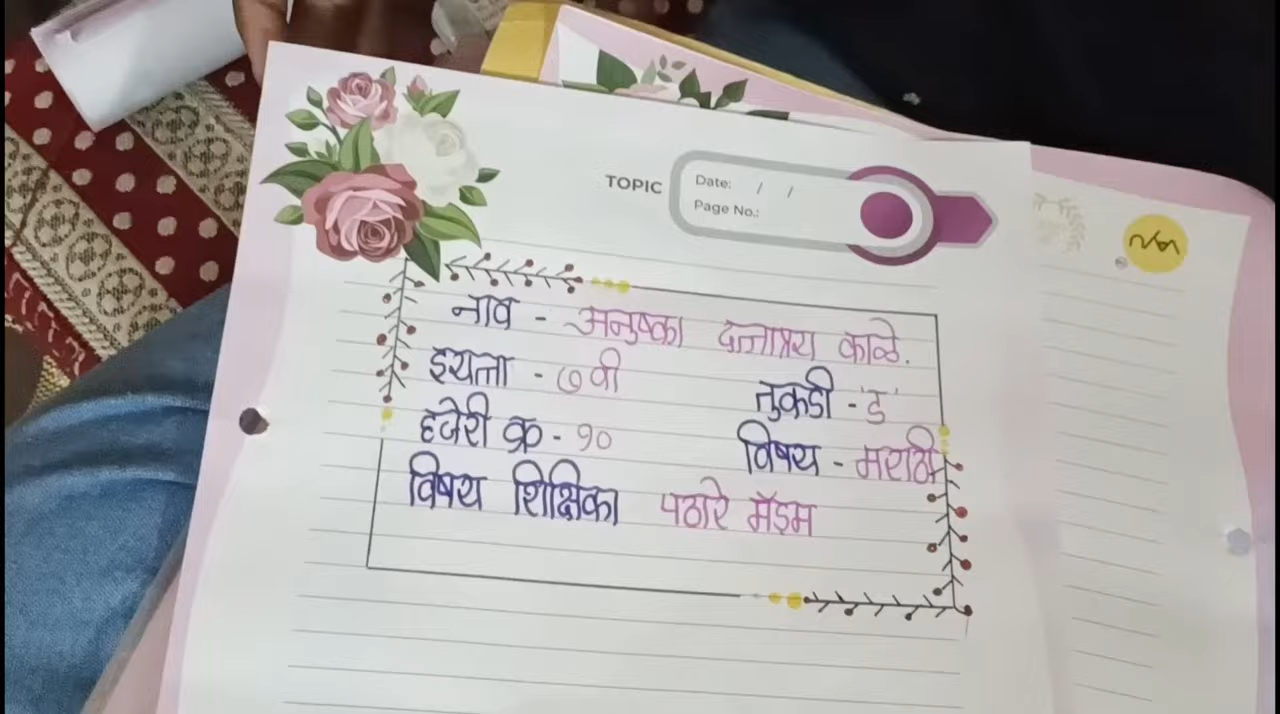 TOPIC
Date: / /
Page No.:
नाव - अनुष्का दत्तात्रय काळे.
इयत्ता - ७ वी तुकडी - 'ड'
हजेरी क्र - १० विषय - मराठी
विषय शिक्षिका पठारे मॅडम